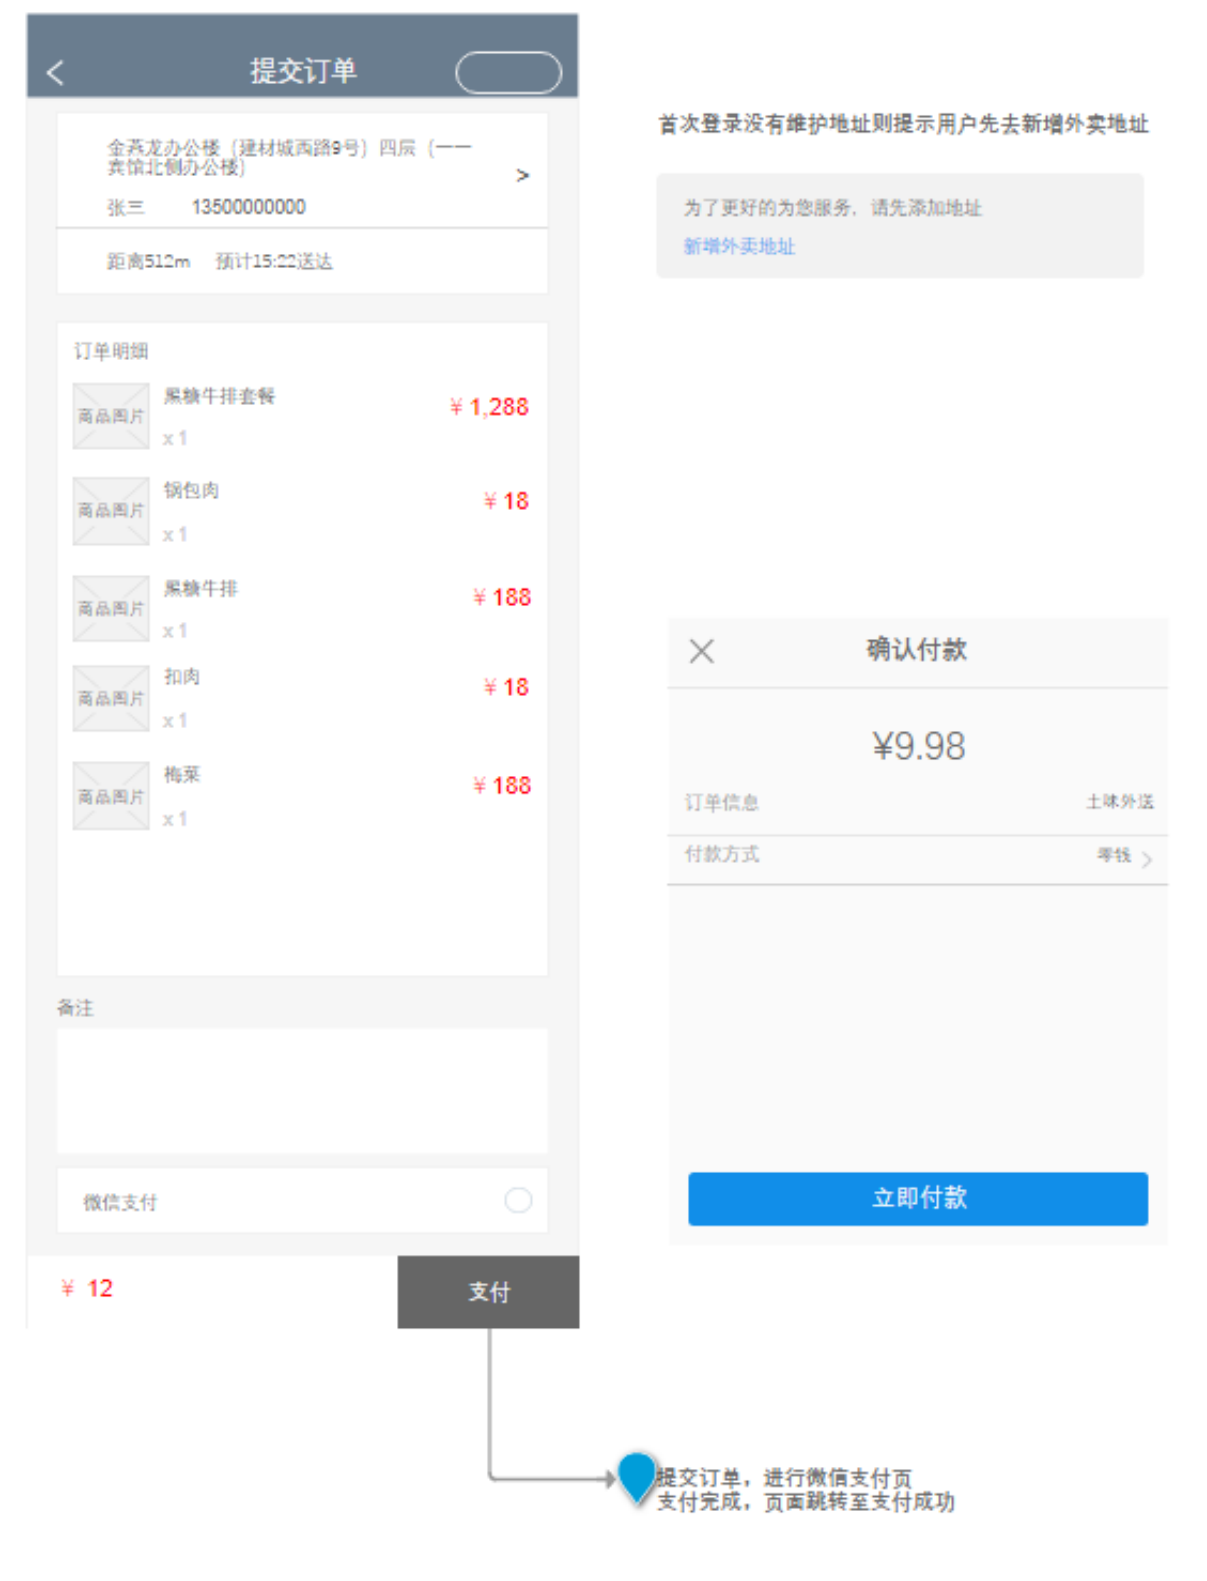 提交订单
金燕龙办公楼（建材城西路9号）四层（一一
宾馆北侧办公楼)
>
张三 13500000000
距离512m 预计15:22送达
订单明细
商品图片
黑糖牛排套餐
x 1
¥ 1,288
商品图片
锅包肉
x 1
¥ 18
商品图片
黑糖牛排
x 1
¥ 188
商品图片
扣肉
x 1
¥ 18
商品图片
梅菜
x 1
¥ 188
备注
微信支付
¥ 12
支付
首次登录没有维护地址则提示用户先去新增外卖地址
为了更好的为您服务，请先添加地址
新增外卖地址
确认付款
¥9.98
订单信息 土味外送
付款方式 零钱
立即付款
提交订单，进行微信支付页
支付完成，页面跳转至支付成功